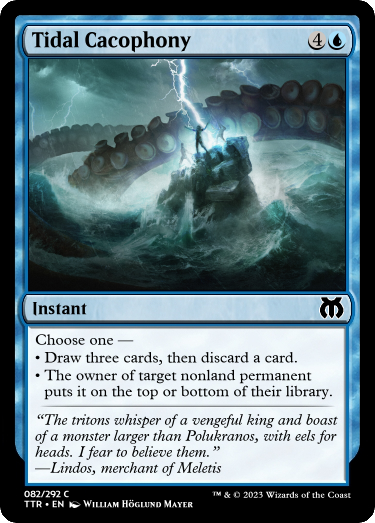 Tidal Cacophony 4
Instant
Choose one —
• Draw three cards, then discard a card.
• The owner of target nonland permanent
puts it on the top or bottom of their library.
"The tritons whisper of a vengeful king and boast
of a monster larger than Polukranos, with eels for
heads. I fear to believe them."
—Lindos, merchant of Meletis
082/292 C
TTR • EN William Höglund Mayer
™ & © 2023 Wizards of the Coast